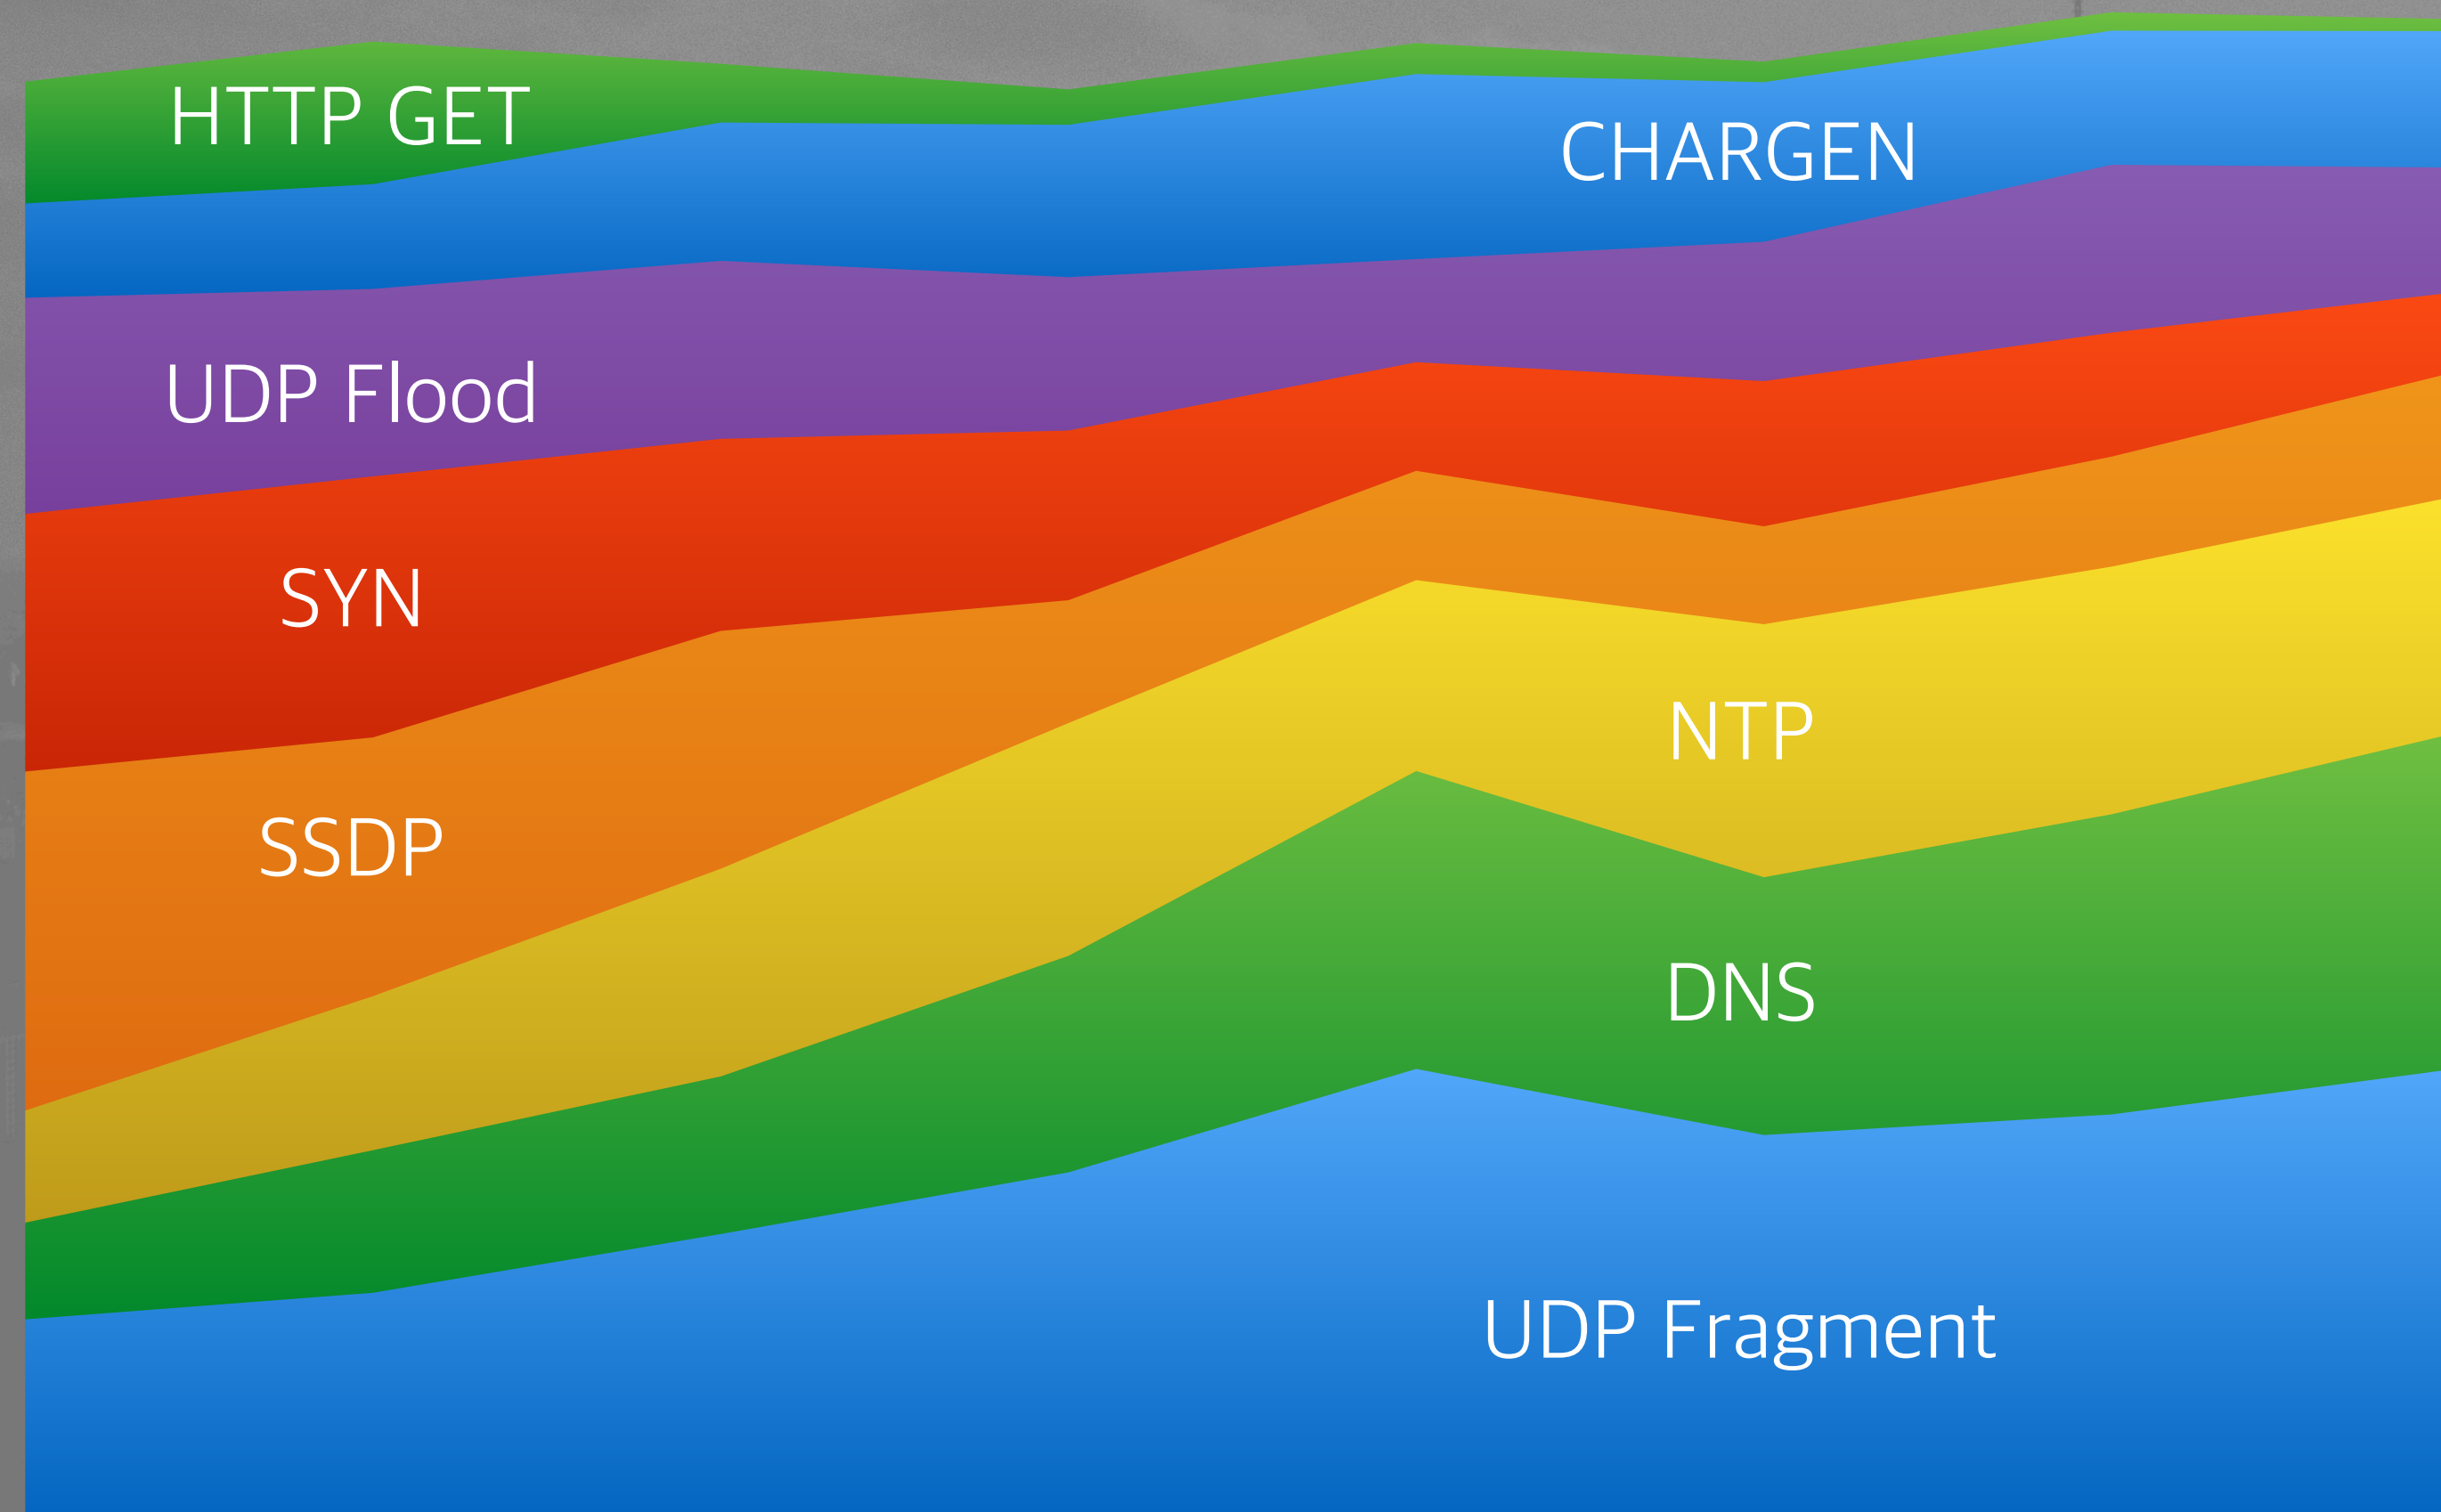 HTTP GET
CHARGEN
UDP Flood
SYN
NTP
SSDP
DNS
UDP Fragment